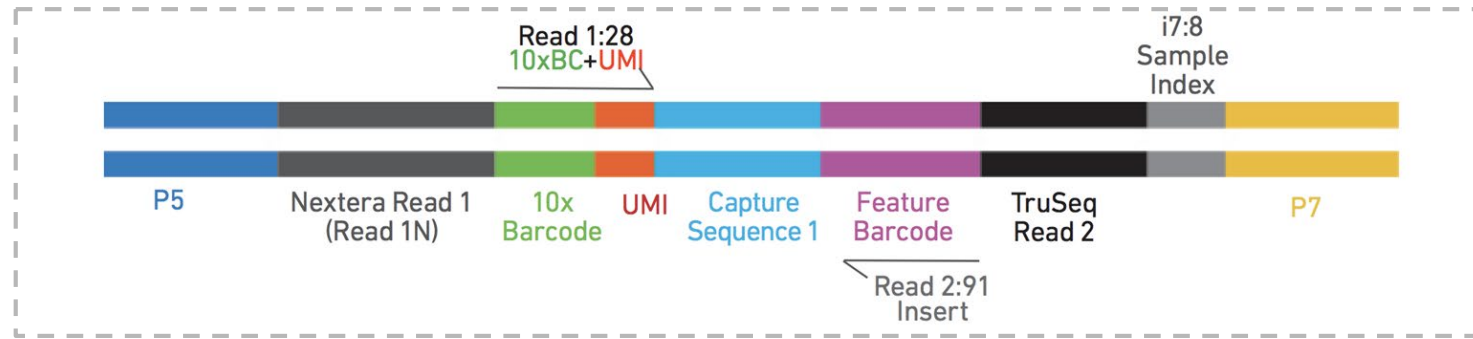 Read 1:28
10xBC+UMI
i7:8
Sample
Index
P5
Nextera Read 1
(Read 1N)
10x
Barcode
UMI
Capture
Sequence 1
Feature
Barcode
TruSeq
Read 2
P7
Read 2:91
Insert